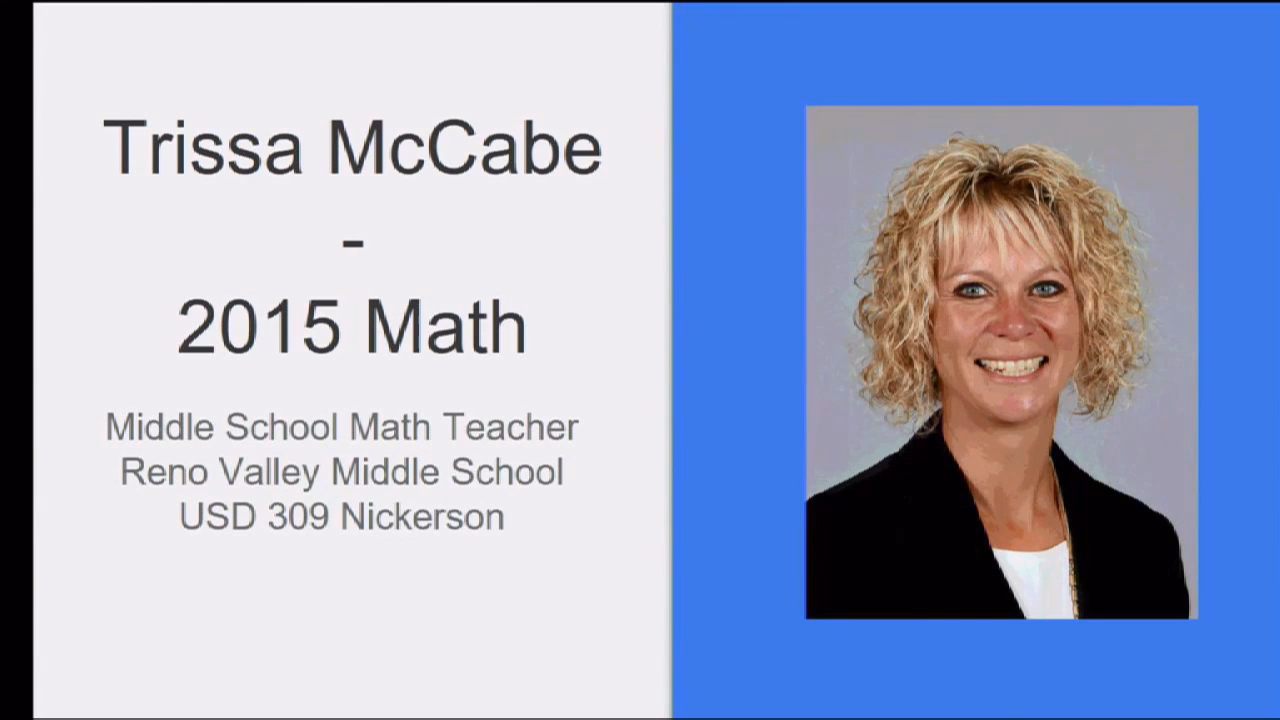 Trissa McCabe
-
2015 Math
Middle School Math Teacher
Reno Valley Middle School
USD 309 Nickerson